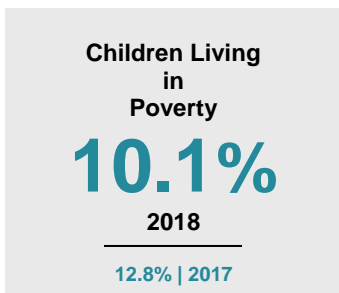 Children Living
in
Poverty
10.1%
2018
12.8% | 2017